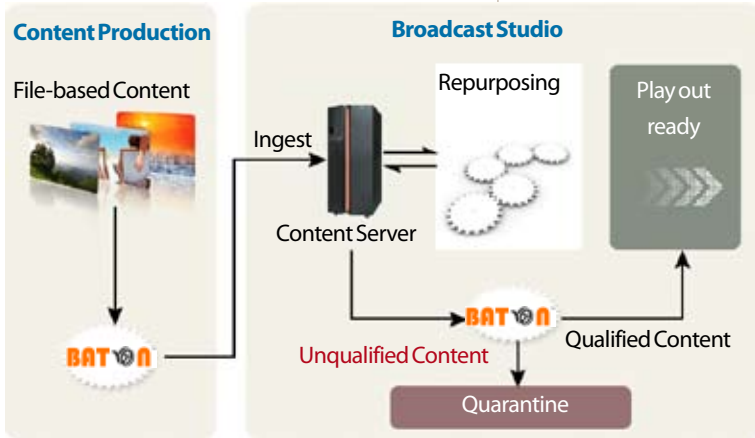 Content Production
File-based Content
BATON
Broadcast Studio
Ingest
Content Server
Repurposing
Play out
ready
BATON
Unqualified Content
Qualified Content
Quarantine